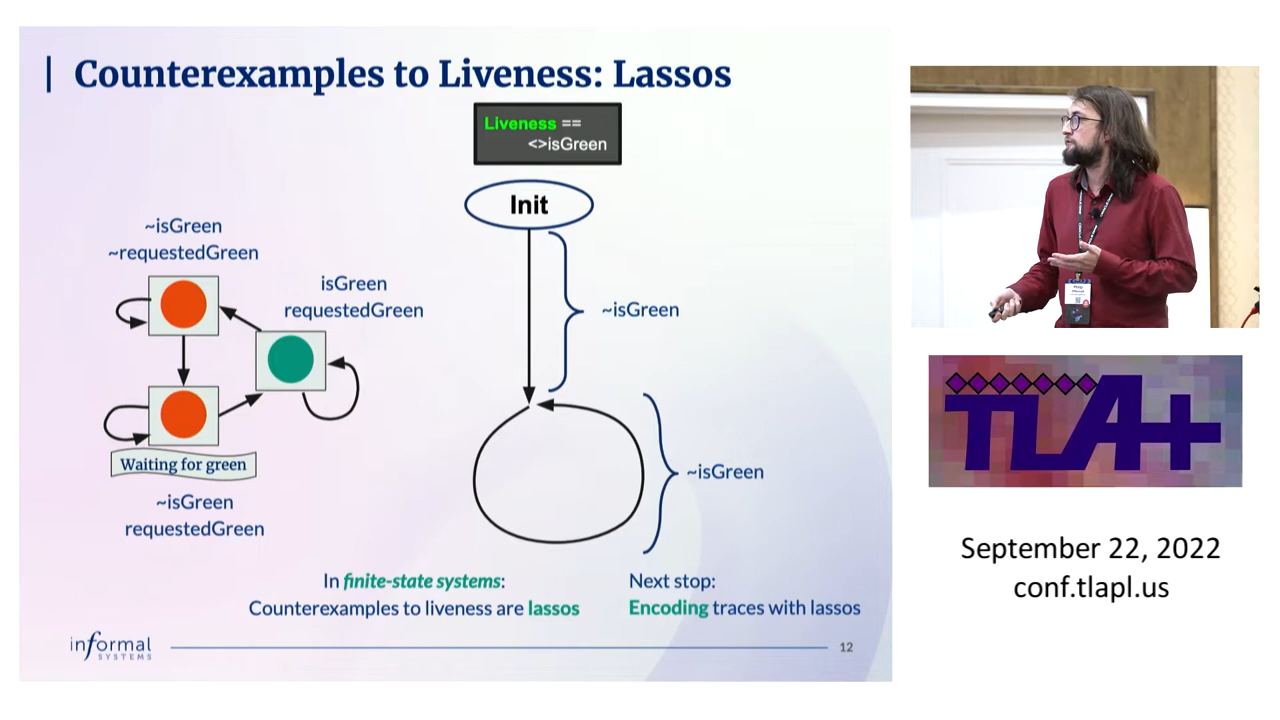 Counterexamples to Liveness: Lassos
Liveness ==
<>isGreen
Init
~isGreen
~requestedGreen
isGreen
requestedGreen
~isGreen
~isGreen
Waiting for green
~isGreen
requestedGreen
In finite-state systems:
Counterexamples to liveness are lassos
Next stop:
Encoding traces with lassos
informal
SYSTEMS
12
TLA+
September 22, 2022
conf.tlapl.us